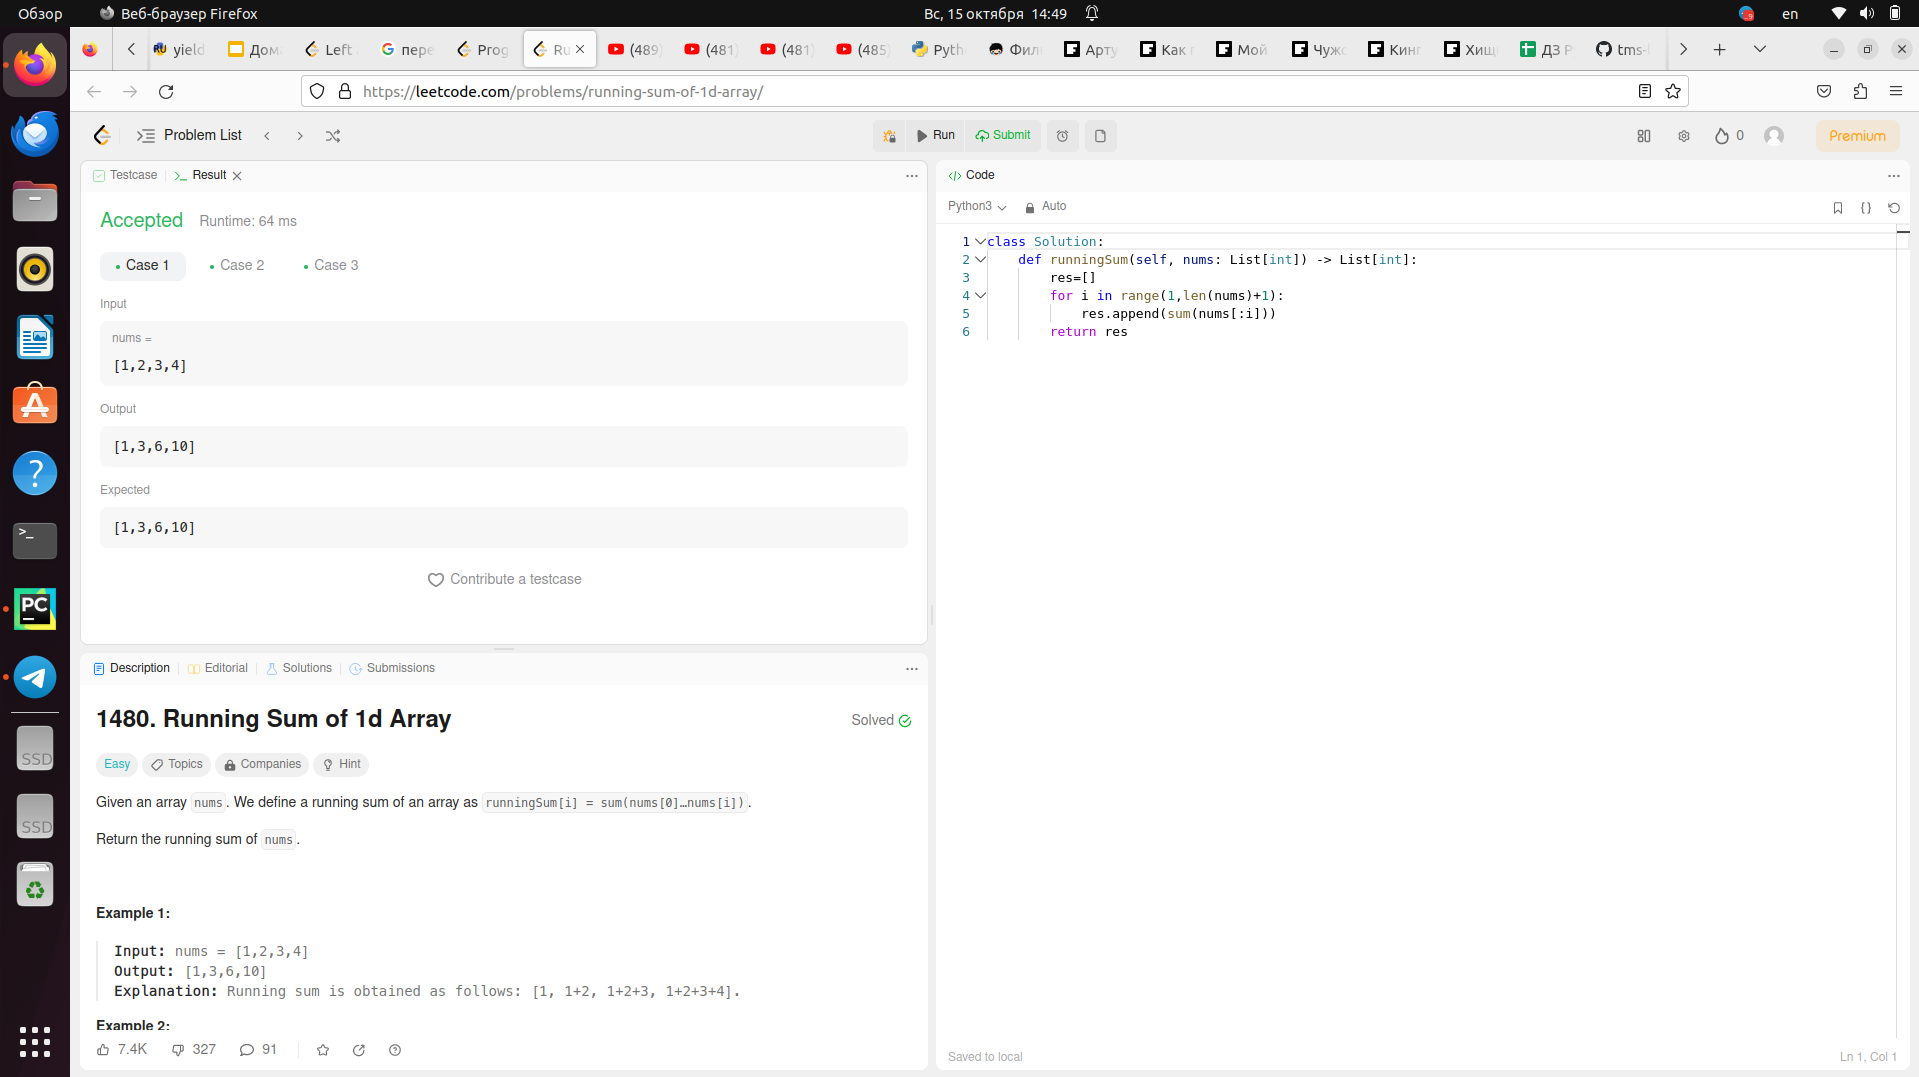 Обзор
Веб-браузер Firefox
Вс, 15 октября 14:49
en
yield
Дом
Left
пере
Prog
Ru
(489)
(481)
(481)
(485)
Pyth
Фил
Арту
Как г
Мой
Чужо
Кинг
Хищ
ДЗ Р
tms-
https://leetcode.com/problems/running-sum-of-1d-array/
Problem List
Run
Submit
0
Premium
Testcase
Result
Accepted
Runtime: 64 ms
Case 1
Case 2
Case 3
Input
nums =
[1,2,3,4]
Output
[1,3,6,10]
Expected
[1,3,6,10]
Contribute a testcase
Description
Editorial
Solutions
Submissions
1480. Running Sum of 1d Array
Solved
Easy
Topics
Companies
Hint
Given an array nums. We define a running sum of an array as runningSum[i] = sum(nums[0]…nums[i]).
Return the running sum of nums.
Example 1:
Input: nums = [1,2,3,4]
Output: [1,3,6,10]
Explanation: Running sum is obtained as follows: [1, 1+2, 1+2+3, 1+2+3+4].
Example 2:
7.4K
327
91
Code
Python3
Auto
1 class Solution:
2 def runningSum(self, nums: List[int]) -> List[int]:
3 res=[]
4 for i in range(1,len(nums)+1):
5 res.append(sum(nums[:i]))
6 return res
Saved to local
Ln 1, Col 1
PC
SSD
SSD